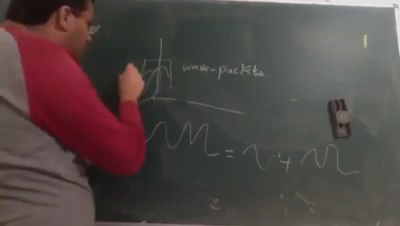 wave-packets.
= +